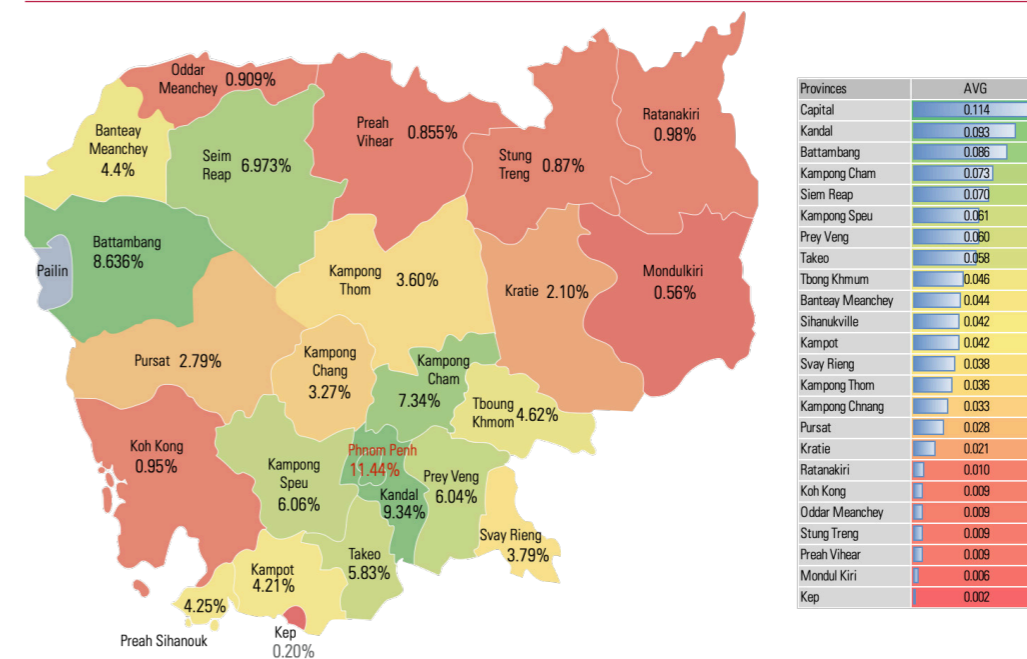 Oddar
Meanchey 0.909%
Banteay
Meanchey
4.4%
Seim
Reap 6.973%
Preah
Vihear 0.855%
Stung
Treng 0.87%
Ratanakiri
0.98%
Battambang
8.636%
Pailin
Kampong
Thom 3.60%
Kratie 2.10%
Mondulkiri
0.56%
Pursat 2.79%
Kampong
Chang
3.27%
Kampong
Cham
7.34%
Tboung
Khmom 4.62%
Koh Kong
0.95%
Kampong
Speu
6.06%
Phnom Penh
11.44%
Kandal
9.34%
Prey Veng
6.04%
Svay Rieng
3.79%
Takeo
5.83%
Kampot
4.21%
4.25%
Preah Sihanouk
Kep
0.20%
Provinces AVG
Capital 0.114
Kandal 0.093
Battambang 0.086
Kampong Cham 0.073
Siem Reap 0.070
Kampong Speu 0.061
Prey Veng 0.060
Takeo 0.058
Tbong Khmum 0.046
Banteay Meanchey 0.044
Sihanukville 0.042
Kampot 0.042
Svay Rieng 0.038
Kampong Thom 0.036
Kampong Chnang 0.033
Pursat 0.028
Kratie 0.021
Ratanakiri 0.010
Koh Kong 0.009
Oddar Meanchey 0.009
Stung Treng 0.009
Preah Vihear 0.009
Mondul Kiri 0.006
Kep 0.002